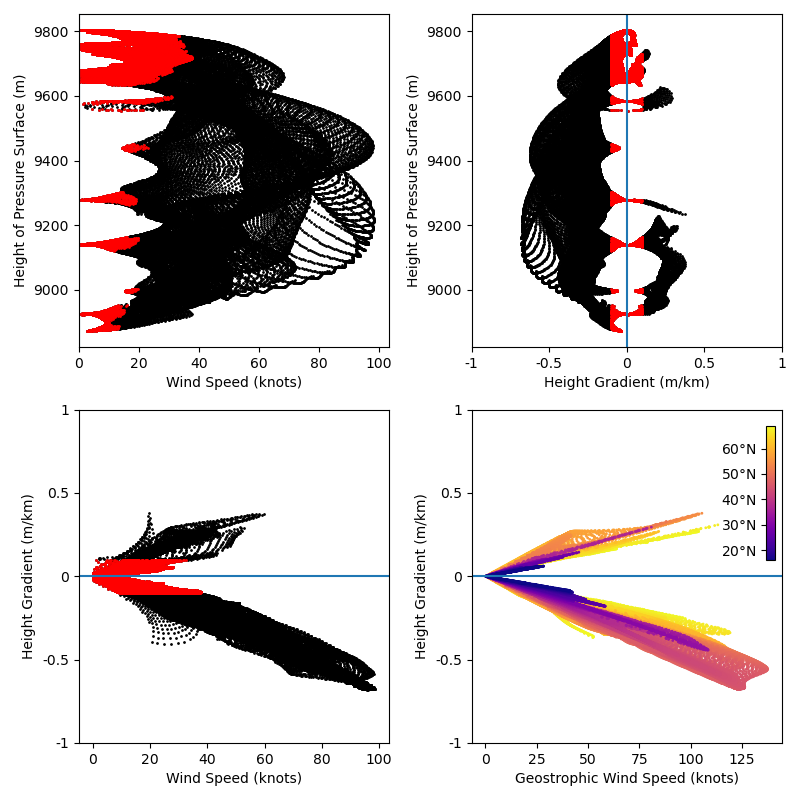 9800
9600
9400
9200
9000
Height of Pressure Surface (m)
0 20 40 60 80 100
Wind Speed (knots)
9800
9600
9400
9200
9000
Height of Pressure Surface (m)
-1 -0.5 0 0.5 1
Height Gradient (m/km)
1
0.5
0
-0.5
-1
Height Gradient (m/km)
0 20 40 60 80 100
Wind Speed (knots)
1
0.5
0
-0.5
-1
Height Gradient (m/km)
60°N
50°N
40°N
30°N
20°N
0 25 50 75 100 125
Geostrophic Wind Speed (knots)